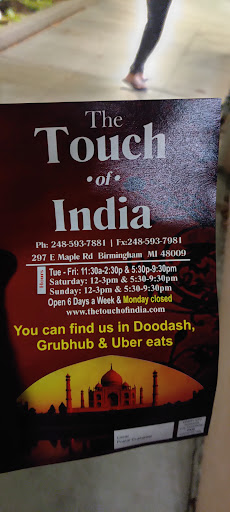 The
Touch
• of •
India
Ph: 248-593-7881 | Fx:248-593-7981
297 E Maple Rd Birmingham MI 48009
Hours
Tue - Fri: 11:30a-2:30p & 5:30p-9:30pm
Saturday: 12-3pm & 5:30-9:30pm
Sunday: 12-3pm & 5:30-9:30pm
Open 6 Days a Week & Monday closed
www.thetouchofindia.com
You can find us in Doodash,
Grubhub & Uber eats